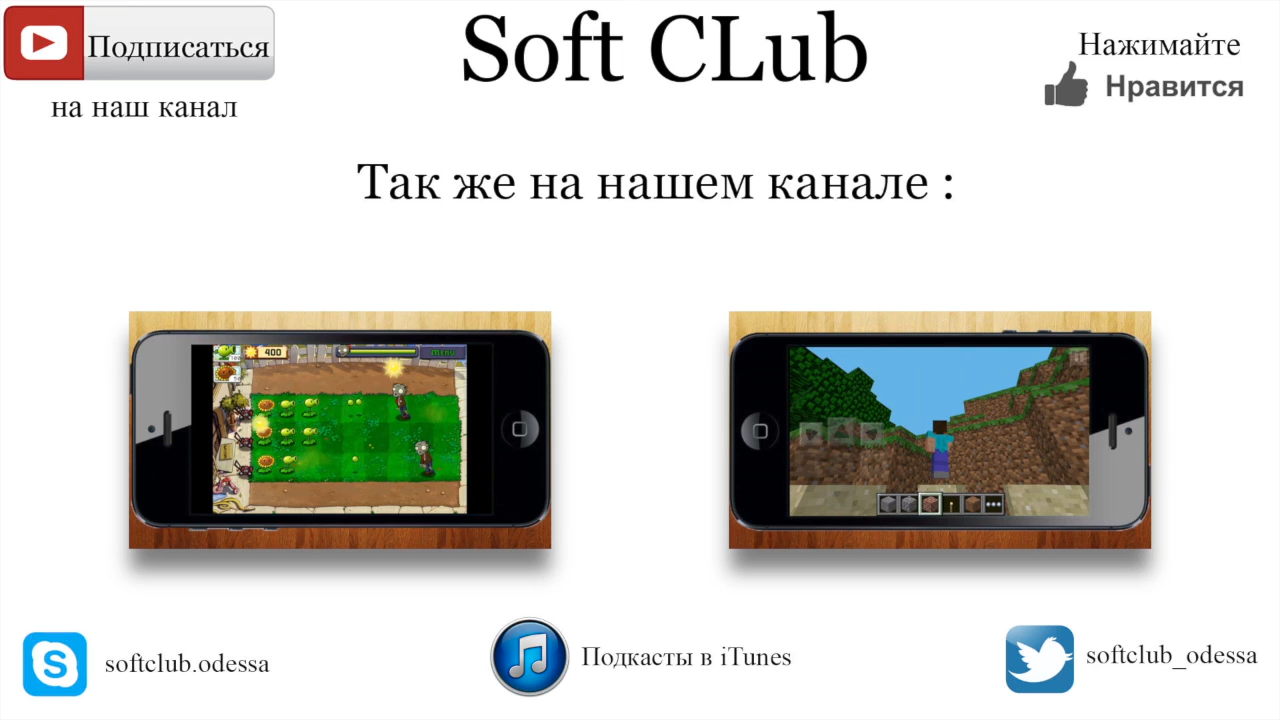 Подписаться
на наш канал
Soft CLub
Нажимайте
Нравится
Так же на нашем канале :
400
MENU
softclub.odessa
Подкасты в iTunes
softclub_odessa